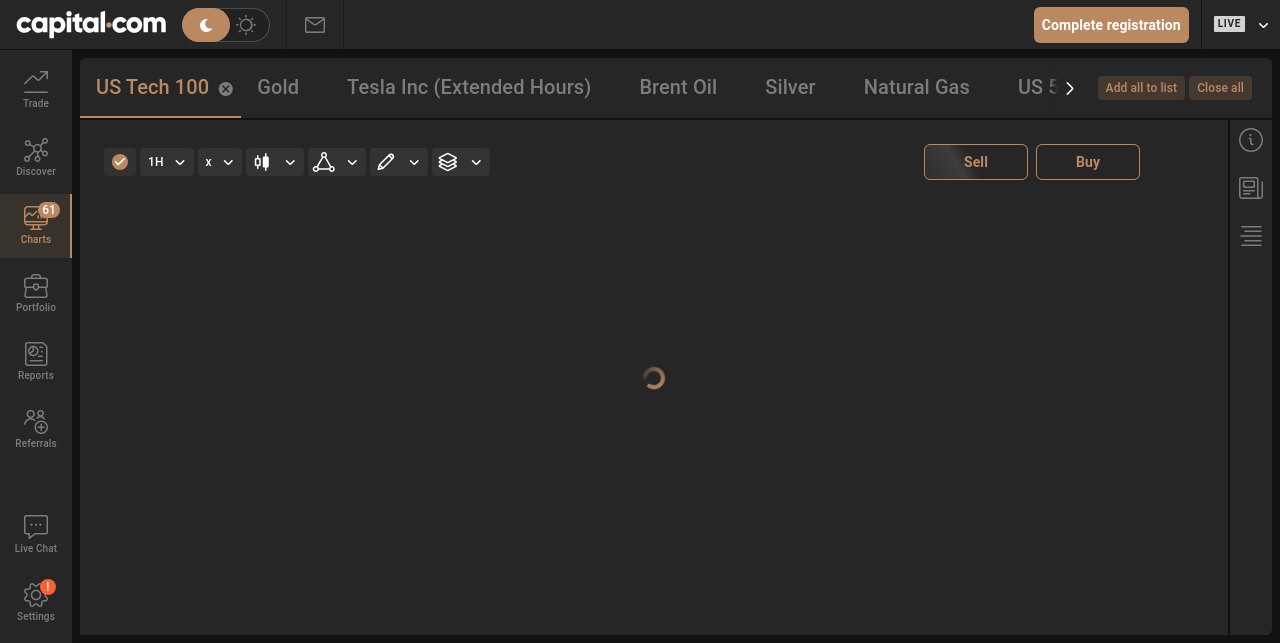 capital.com
Complete registration
LIVE
US Tech 100
Gold
Tesla Inc (Extended Hours)
Brent Oil
Silver
Natural Gas
US 5
Add all to list
Close all
Trade
Discover
61
Charts
Portfolio
Reports
Referrals
Live Chat
!
Settings
1H
x
Sell
Buy